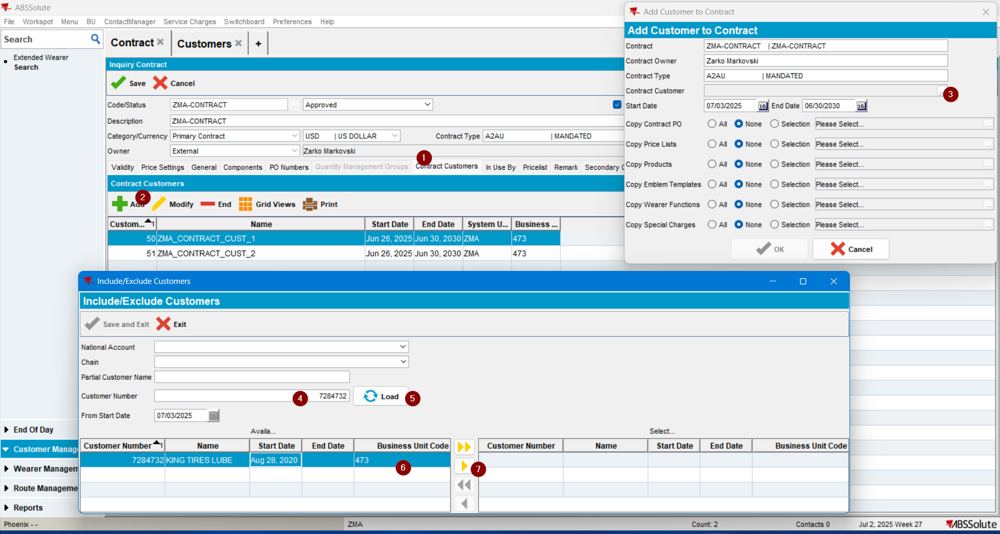 ABSSolute
File Workspot Menu BU ContactManager Service Charges Switchboard Preferences Help
Search
Extended Wearer
Search
Contract
Customers
+
Inquiry Contract
Save Cancel
Code/Status ZMA-CONTRACT ... Approved
Description ZMA-CONTRACT
Category/Currency Primary Contract USD | US DOLLAR Contract Type A2AU | MANDATED
Owner External Zarko Markovski
1
Validity Price Settings General Components PO Numbers Quantity Management Groups Contract Customers In Use By Pricelist Remark Secondary C
Contract Customers
2
Add Modify End Grid Views Print
Custom... 1 Name Start Date End Date System U... Business ...
50 ZMA_CONTRACT_CUST_1 Jun 26, 2025 Jun 30, 2030 ZMA 473
51 ZMA_CONTRACT_CUST_2 Jun 26, 2025 Jun 30, 2030 ZMA 473
Add Customer to Contract
Add Customer to Contract
Contract ZMA-CONTRACT | ZMA-CONTRACT
Contract Owner Zarko Markovski
Contract Type A2AU | MANDATED
Contract Customer ... 3
Start Date 07/03/2025 16 End Date 06/30/2030 16
Copy Contract PO All None Selection Please Select... ...
Copy Price Lists All None Selection Please Select... ...
Copy Products All None Selection Please Select... ...
Copy Emblem Templates All None Selection Please Select... ...
Copy Wearer Functions All None Selection Please Select... ...
Copy Special Charges All None Selection Please Select... ...
OK Cancel
Include/Exclude Customers
Include/Exclude Customers
Save and Exit Exit
National Account
Chain
Partial Customer Name
Customer Number 4 7284732 Load 5
From Start Date 07/03/2025 16
Availa... Select...
Customer Number 1 Name Start Date End Date Business Unit Code Customer Number Name Start Date End Date Business Unit Code
7284732 KING TIRES LUBE Aug 28, 2020 473
6
7
End Of Day
Customer Manag
Wearer Managem
Route Manageme
Reports
Phoenix - - ZMA Count: 2 Contacts 0 Jul 2, 2025 Week 27 ABSSolute